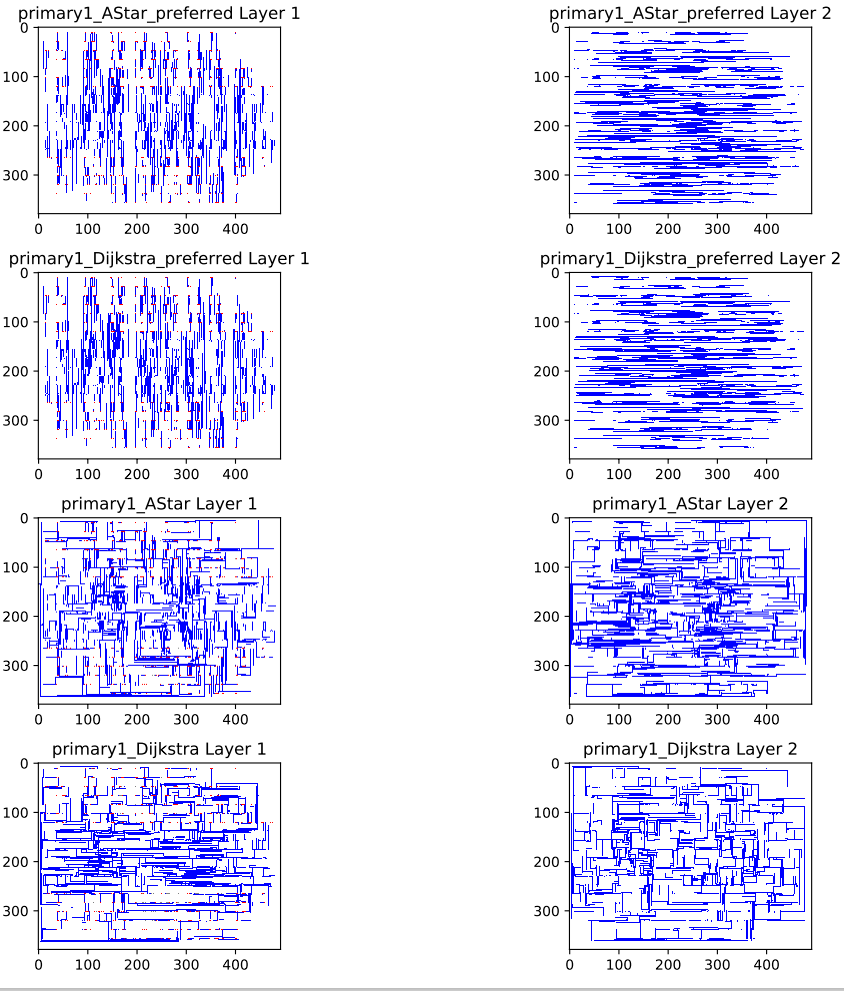 primary1_AStar_preferred Layer 1
primary1_AStar_preferred Layer 2
0
100
200
300
0 100 200 300 400
0
100
200
300
0 100 200 300 400
primary1_Dijkstra_preferred Layer 1
primary1_Dijkstra_preferred Layer 2
0
100
200
300
0 100 200 300 400
0
100
200
300
0 100 200 300 400
primary1_AStar Layer 1
primary1_AStar Layer 2
0
100
200
300
0 100 200 300 400
0
100
200
300
0 100 200 300 400
primary1_Dijkstra Layer 1
primary1_Dijkstra Layer 2
0
100
200
300
0 100 200 300 400
0
100
200
300
0 100 200 300 400